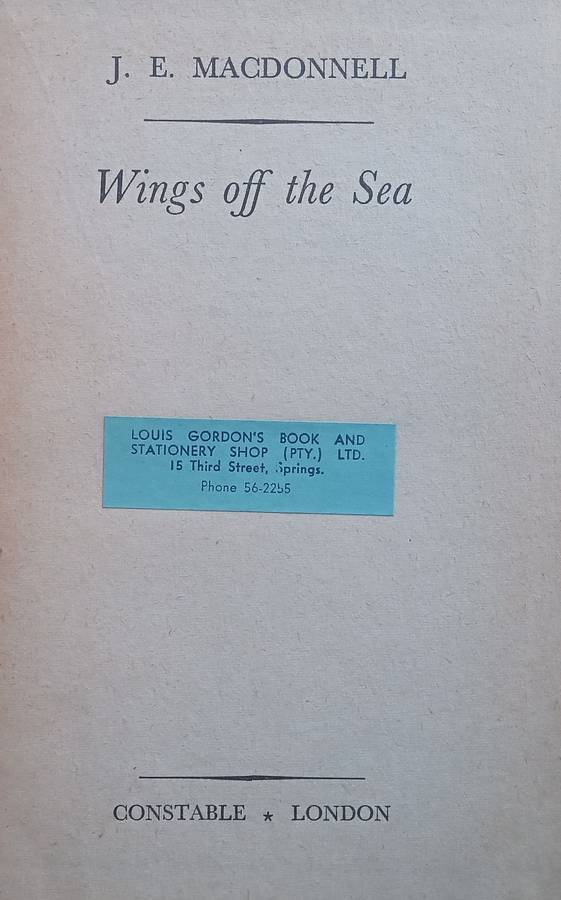 J. E. MACDONNELL
Wings off the Sea
LOUIS GORDON'S BOOK AND
STATIONERY SHOP (PTY.) LTD.
15 Third Street, Springs.
Phone 56-2255
CONSTABLE ★ LONDON